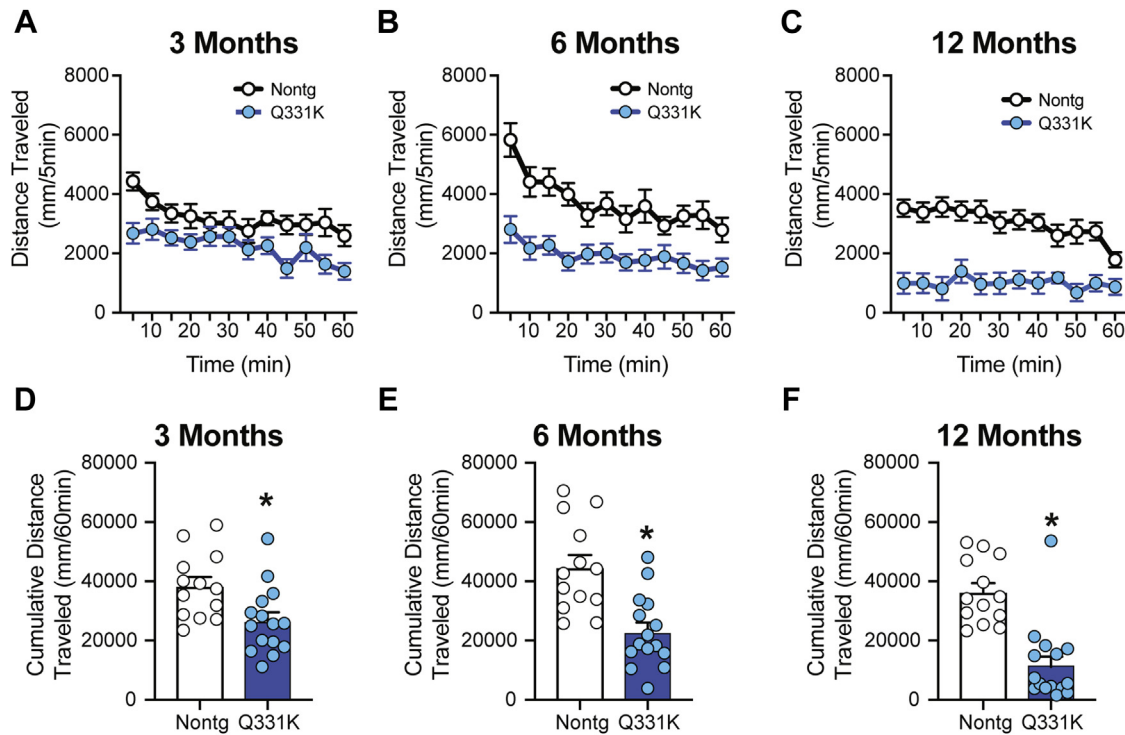 A
3 Months
Distance Traveled
(mm/5min)
8000
6000
4000
2000
0
Nontg
Q331K
10 20 30 40 50 60
Time (min)
B
6 Months
Distance Traveled
(mm/5min)
8000
6000
4000
2000
0
Nontg
Q331K
10 20 30 40 50 60
Time (min)
C
12 Months
Distance Traveled
(mm/5min)
8000
6000
4000
2000
0
Nontg
Q331K
10 20 30 40 50 60
Time (min)
D
3 Months
Cumulative Distance
Traveled (mm/60min)
80000
60000
40000
20000
0
*
Nontg Q331K
E
6 Months
Cumulative Distance
Traveled (mm/60min)
80000
60000
40000
20000
0
*
Nontg Q331K
F
12 Months
Cumulative Distance
Traveled (mm/60min)
80000
60000
40000
20000
0
*
Nontg Q331K